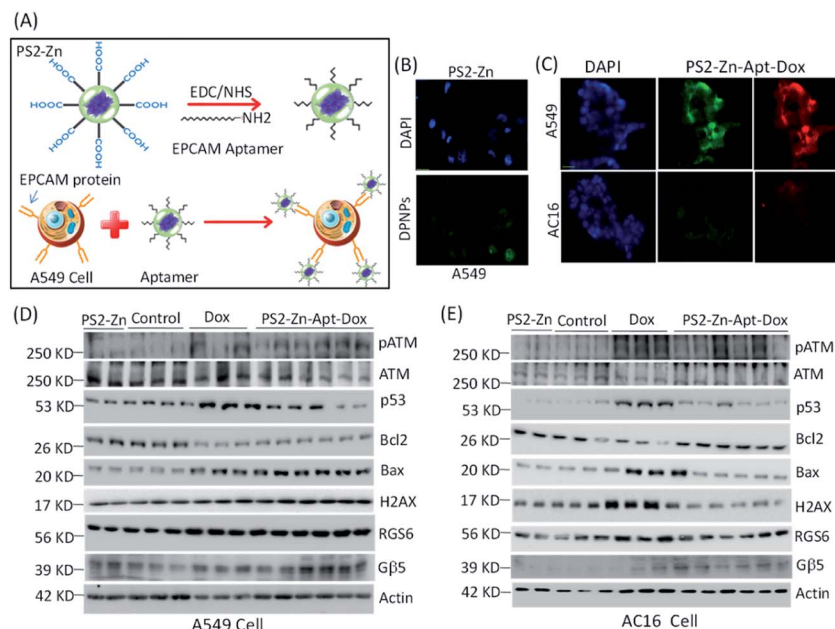 (A)
PS2-Zn
COOH
HOOC
COOH
HOOC
COOH
HOOC
COOH
COOH
EDC/NHS
NH2
EPCAM Aptamer
EPCAM protein
A549 Cell
Aptamer
(B)
PS2-Zn
DAPI
DPNPs
A549
(C)
DAPI
PS2-Zn-Apt-Dox
A549
AC16
(D)
PS2-Zn Control Dox PS2-Zn-Apt-Dox
250 KD pATM
250 KD ATM
53 KD p53
26 KD Bcl2
20 KD Bax
17 KD H2AX
56 KD RGS6
39 KD Gβ5
42 KD Actin
A549 Cell
(E)
PS2-Zn Control Dox PS2-Zn-Apt-Dox
250 KD pATM
250 KD ATM
53 KD p53
26 KD Bcl2
20 KD Bax
17 KD H2AX
56 KD RGS6
39 KD Gβ5
42 KD Actin
AC16 Cell